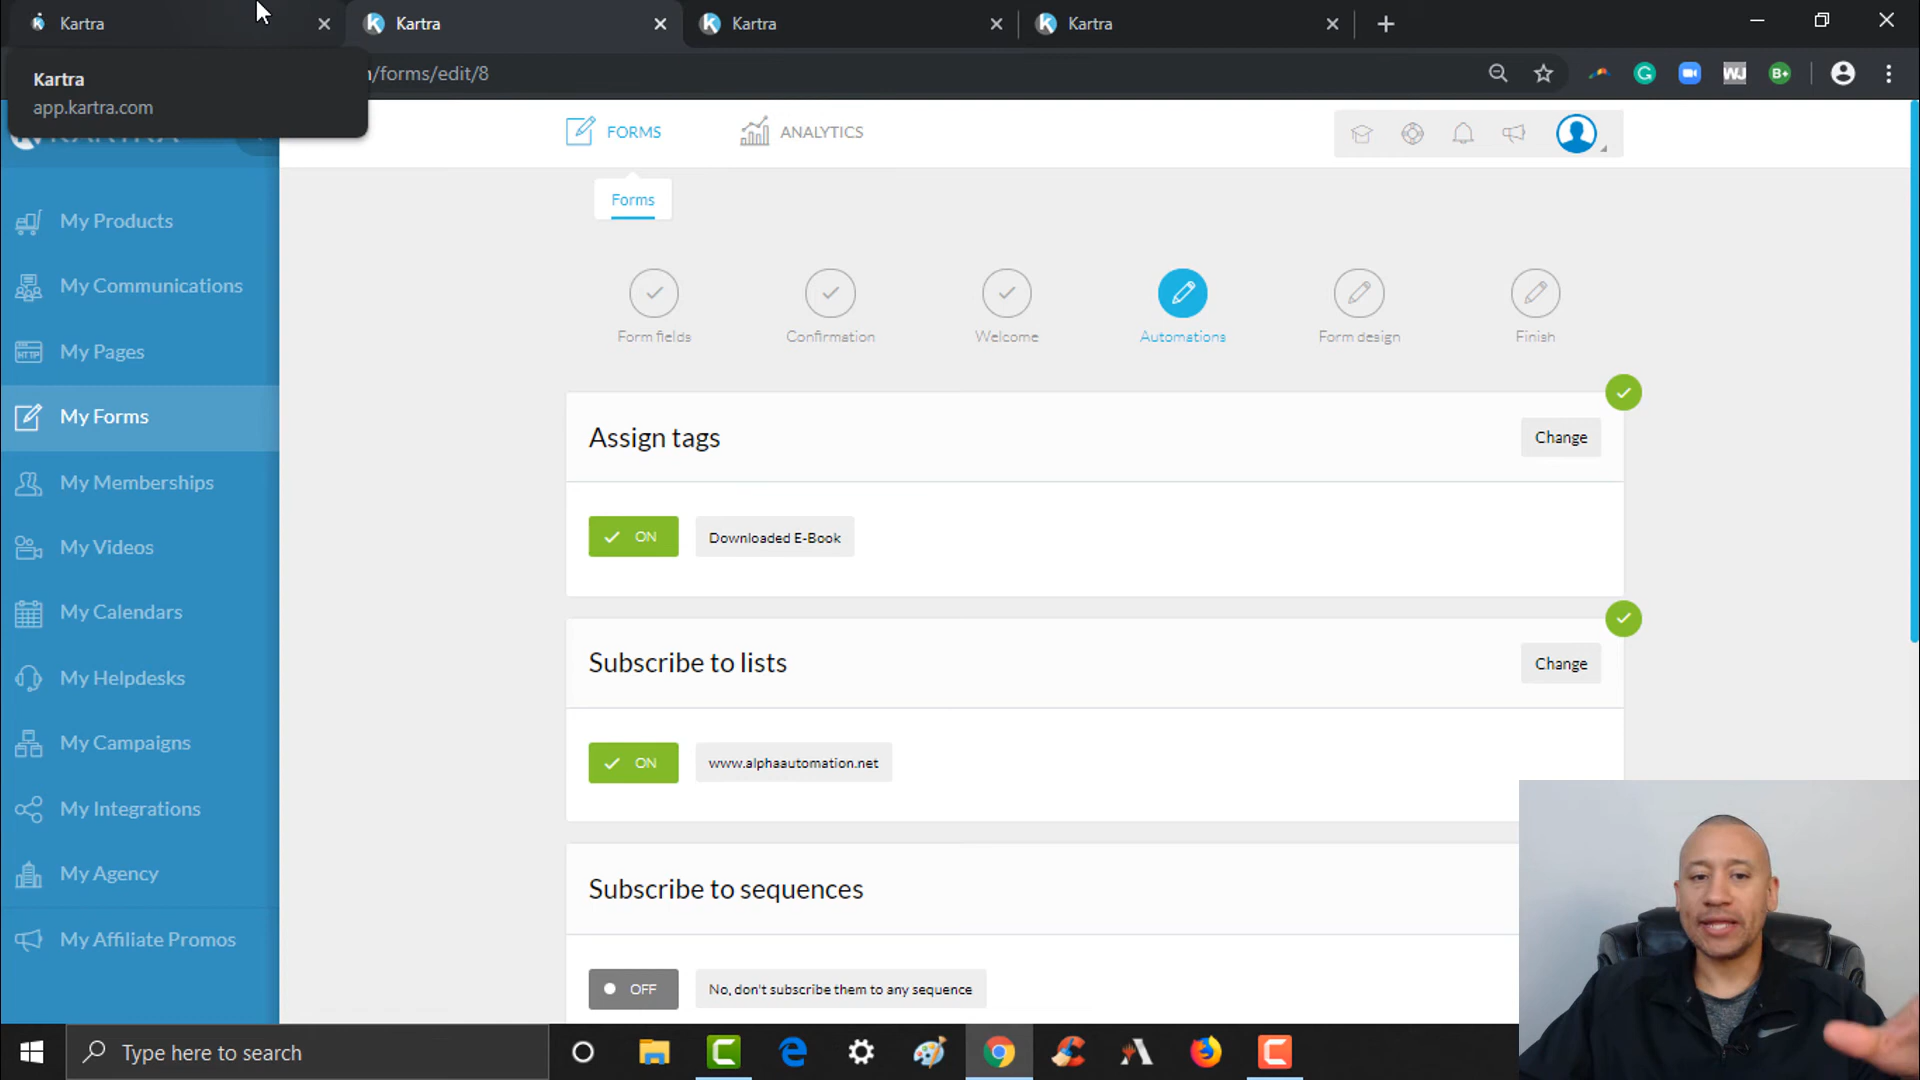 Kartra
Kartra
Kartra
Kartra
Kartra
app.kartra.com
/forms/edit/8
FORMS
ANALYTICS
Forms
Form fields
Confirmation
Welcome
Automations
Form design
Finish
My Products
My Communications
My Pages
My Forms
My Memberships
My Videos
My Calendars
My Helpdesks
My Campaigns
My Integrations
My Agency
My Affiliate Promos
Assign tags
Change
ON
Downloaded E-Book
Subscribe to lists
Change
ON
www.alphaautomation.net
Subscribe to sequences
OFF
No, don't subscribe them to any sequence
Type here to search